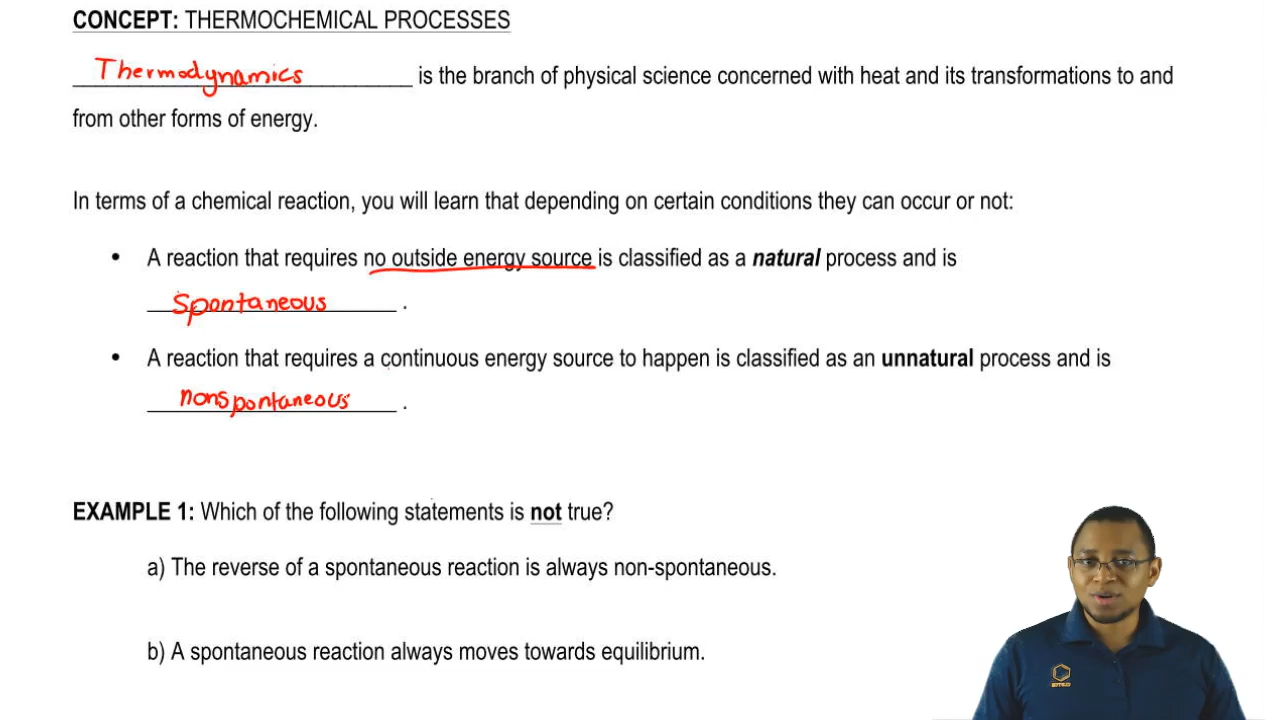 CONCEPT: THERMOCHEMICAL PROCESSES
Thermodynamics is the branch of physical science concerned with heat and its transformations to and
from other forms of energy.
In terms of a chemical reaction, you will learn that depending on certain conditions they can occur or not:
• A reaction that requires no outside energy source is classified as a natural process and is
Spontaneous.
• A reaction that requires a continuous energy source to happen is classified as an unnatural process and is
nonspontaneous.
EXAMPLE 1: Which of the following statements is not true?
a) The reverse of a spontaneous reaction is always non-spontaneous.
b) A spontaneous reaction always moves towards equilibrium.